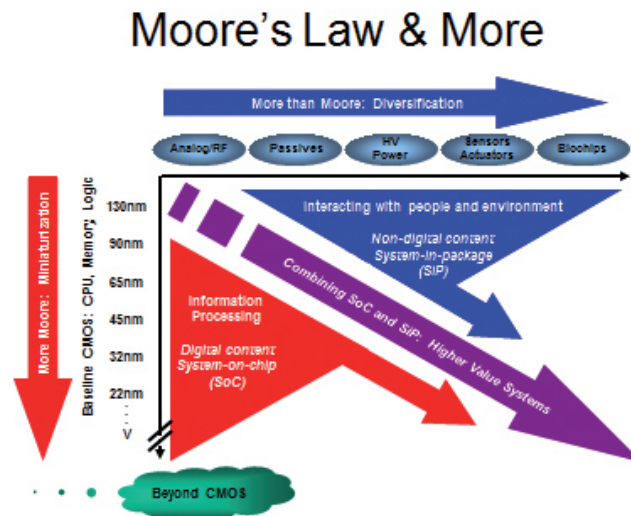 Moore's Law & More
More than Moore: Diversification
Analog/RF
Passives
HV
Power
Sensors
Actuators
Biochips
More Moore: Miniaturization
Baseline CMOS: CPU, Memory, Logic
130nm
90nm
65nm
45nm
32nm
22nm
V
Interacting with people and environment
Non-digital content
System-in-package
(SiP)
Combining SoC and SiP: Higher Value Systems
Information
Processing
Digital content
System-on-chip
(SoC)
Beyond CMOS